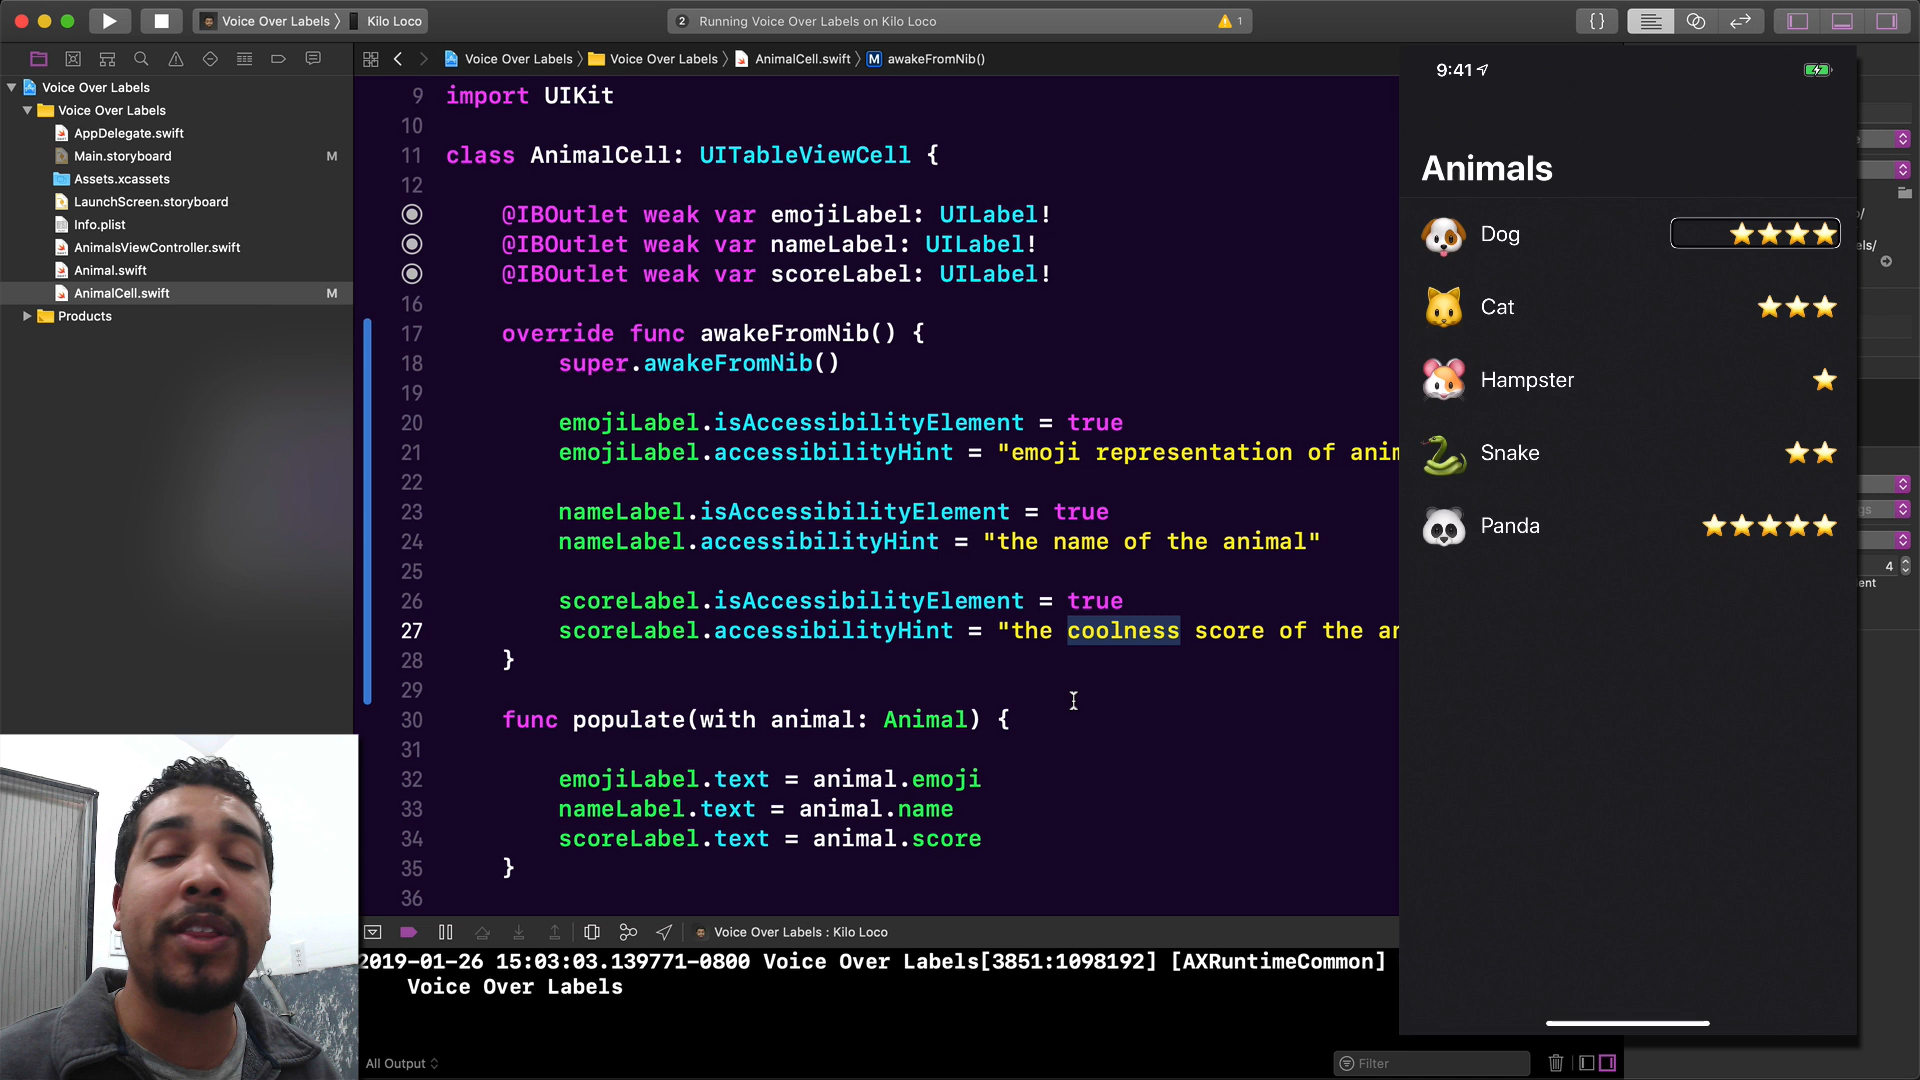 Voice Over Labels
Kilo Loco
2
Running Voice Over Labels on Kilo Loco
1
Voice Over Labels
Voice Over Labels
AnimalCell.swift
M
awakeFromNib()
Voice Over Labels
Voice Over Labels
AppDelegate.swift
Main.storyboard
M
Assets.xcassets
LaunchScreen.storyboard
Info.plist
AnimalsViewController.swift
Animal.swift
AnimalCell.swift
M
Products
9 import UIKit
10
11 class AnimalCell: UITableViewCell {
12
@IBOutlet weak var emojiLabel: UILabel!
@IBOutlet weak var nameLabel: UILabel!
@IBOutlet weak var scoreLabel: UILabel!
16
17 override func awakeFromNib() {
18 super.awakeFromNib()
19
20 emojiLabel.isAccessibilityElement = true
21 emojiLabel.accessibilityHint = "emoji representation of anim
22
23 nameLabel.isAccessibilityElement = true
24 nameLabel.accessibilityHint = "the name of the animal"
25
26 scoreLabel.isAccessibilityElement = true
27 scoreLabel.accessibilityHint = "the coolness score of the an
28 }
29
30 func populate(with animal: Animal) {
31
32 emojiLabel.text = animal.emoji
33 nameLabel.text = animal.name
34 scoreLabel.text = animal.score
35 }
36
Voice Over Labels : Kilo Loco
2019-01-26 15:03:03.139771-0800 Voice Over Labels[3851:1098192] [AXRuntimeCommon]
Voice Over Labels
All Output
Filter
9:41
Animals
Dog
Cat
Hampster
Snake
Panda
els/
4
ent